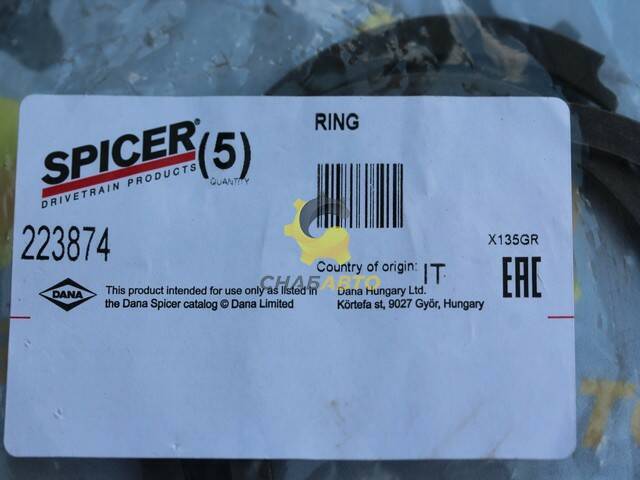 SPICER®
DRIVETRAIN PRODUCTS
(5)
QUANTITY
RING
223874
X135GR
СНАБАВТО
Country of origin: IT
DANA
This product intended for use only as listed in
the Dana Spicer catalog © Dana Limited
Dana Hungary Ltd.
Körtefa st, 9027 Györ, Hungary
EAC